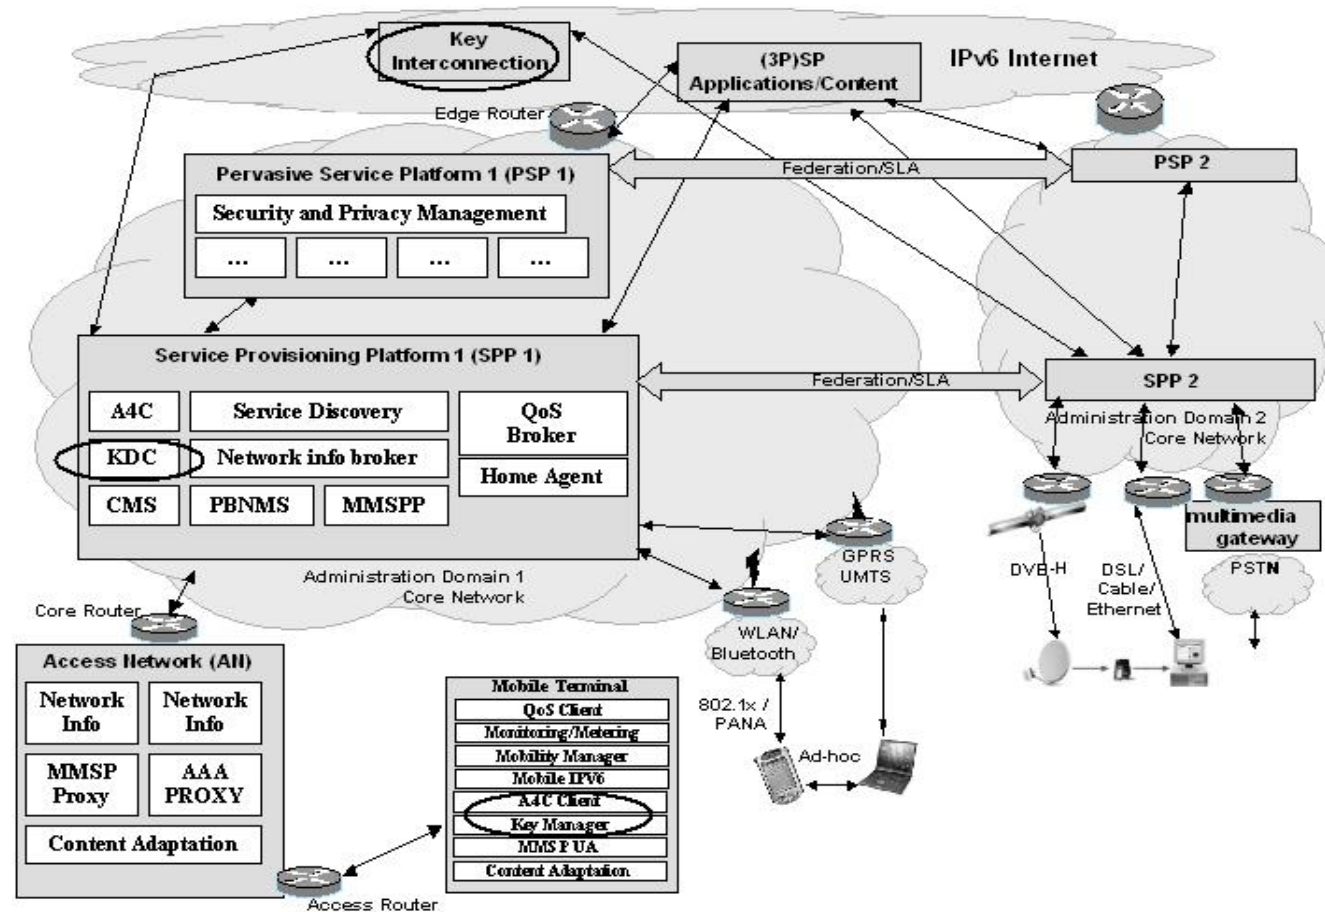 Key
Interconnection
(3P)SP
Applications/Content
IPv6 Internet
Edge Router
Pervasive Service Platform 1 (PSP 1)
Security and Privacy Management
...
...
...
...
Federation/SLA
PSP 2
Service Provisioning Platform 1 (SPP 1)
A4C
Service Discovery
QoS
Broker
KDC
Network info broker
Home Agent
CMS
PBNMS
MMSPP
Federation/SLA
SPP 2
Administration Domain 2
Core Network
Administration Domain 1
Core Network
GPRS
UMTS
WLAN/
Bluetooth
802.1x /
PANA
Ad-hoc
DVB-H
DSL/
Cable/
Ethernet
multimedia
gateway
PSTN
Core Router
Access Network (AN)
Network
Info
Network
Info
MMSP
Proxy
AAA
PROXY
Content Adaptation
Access Router
Mobile Terminal
QoS Client
Monitoring/Metering
Mobility Manager
Mobile IPV6
A4C Client
Key Manager
MMSP UA
Content Adaptation